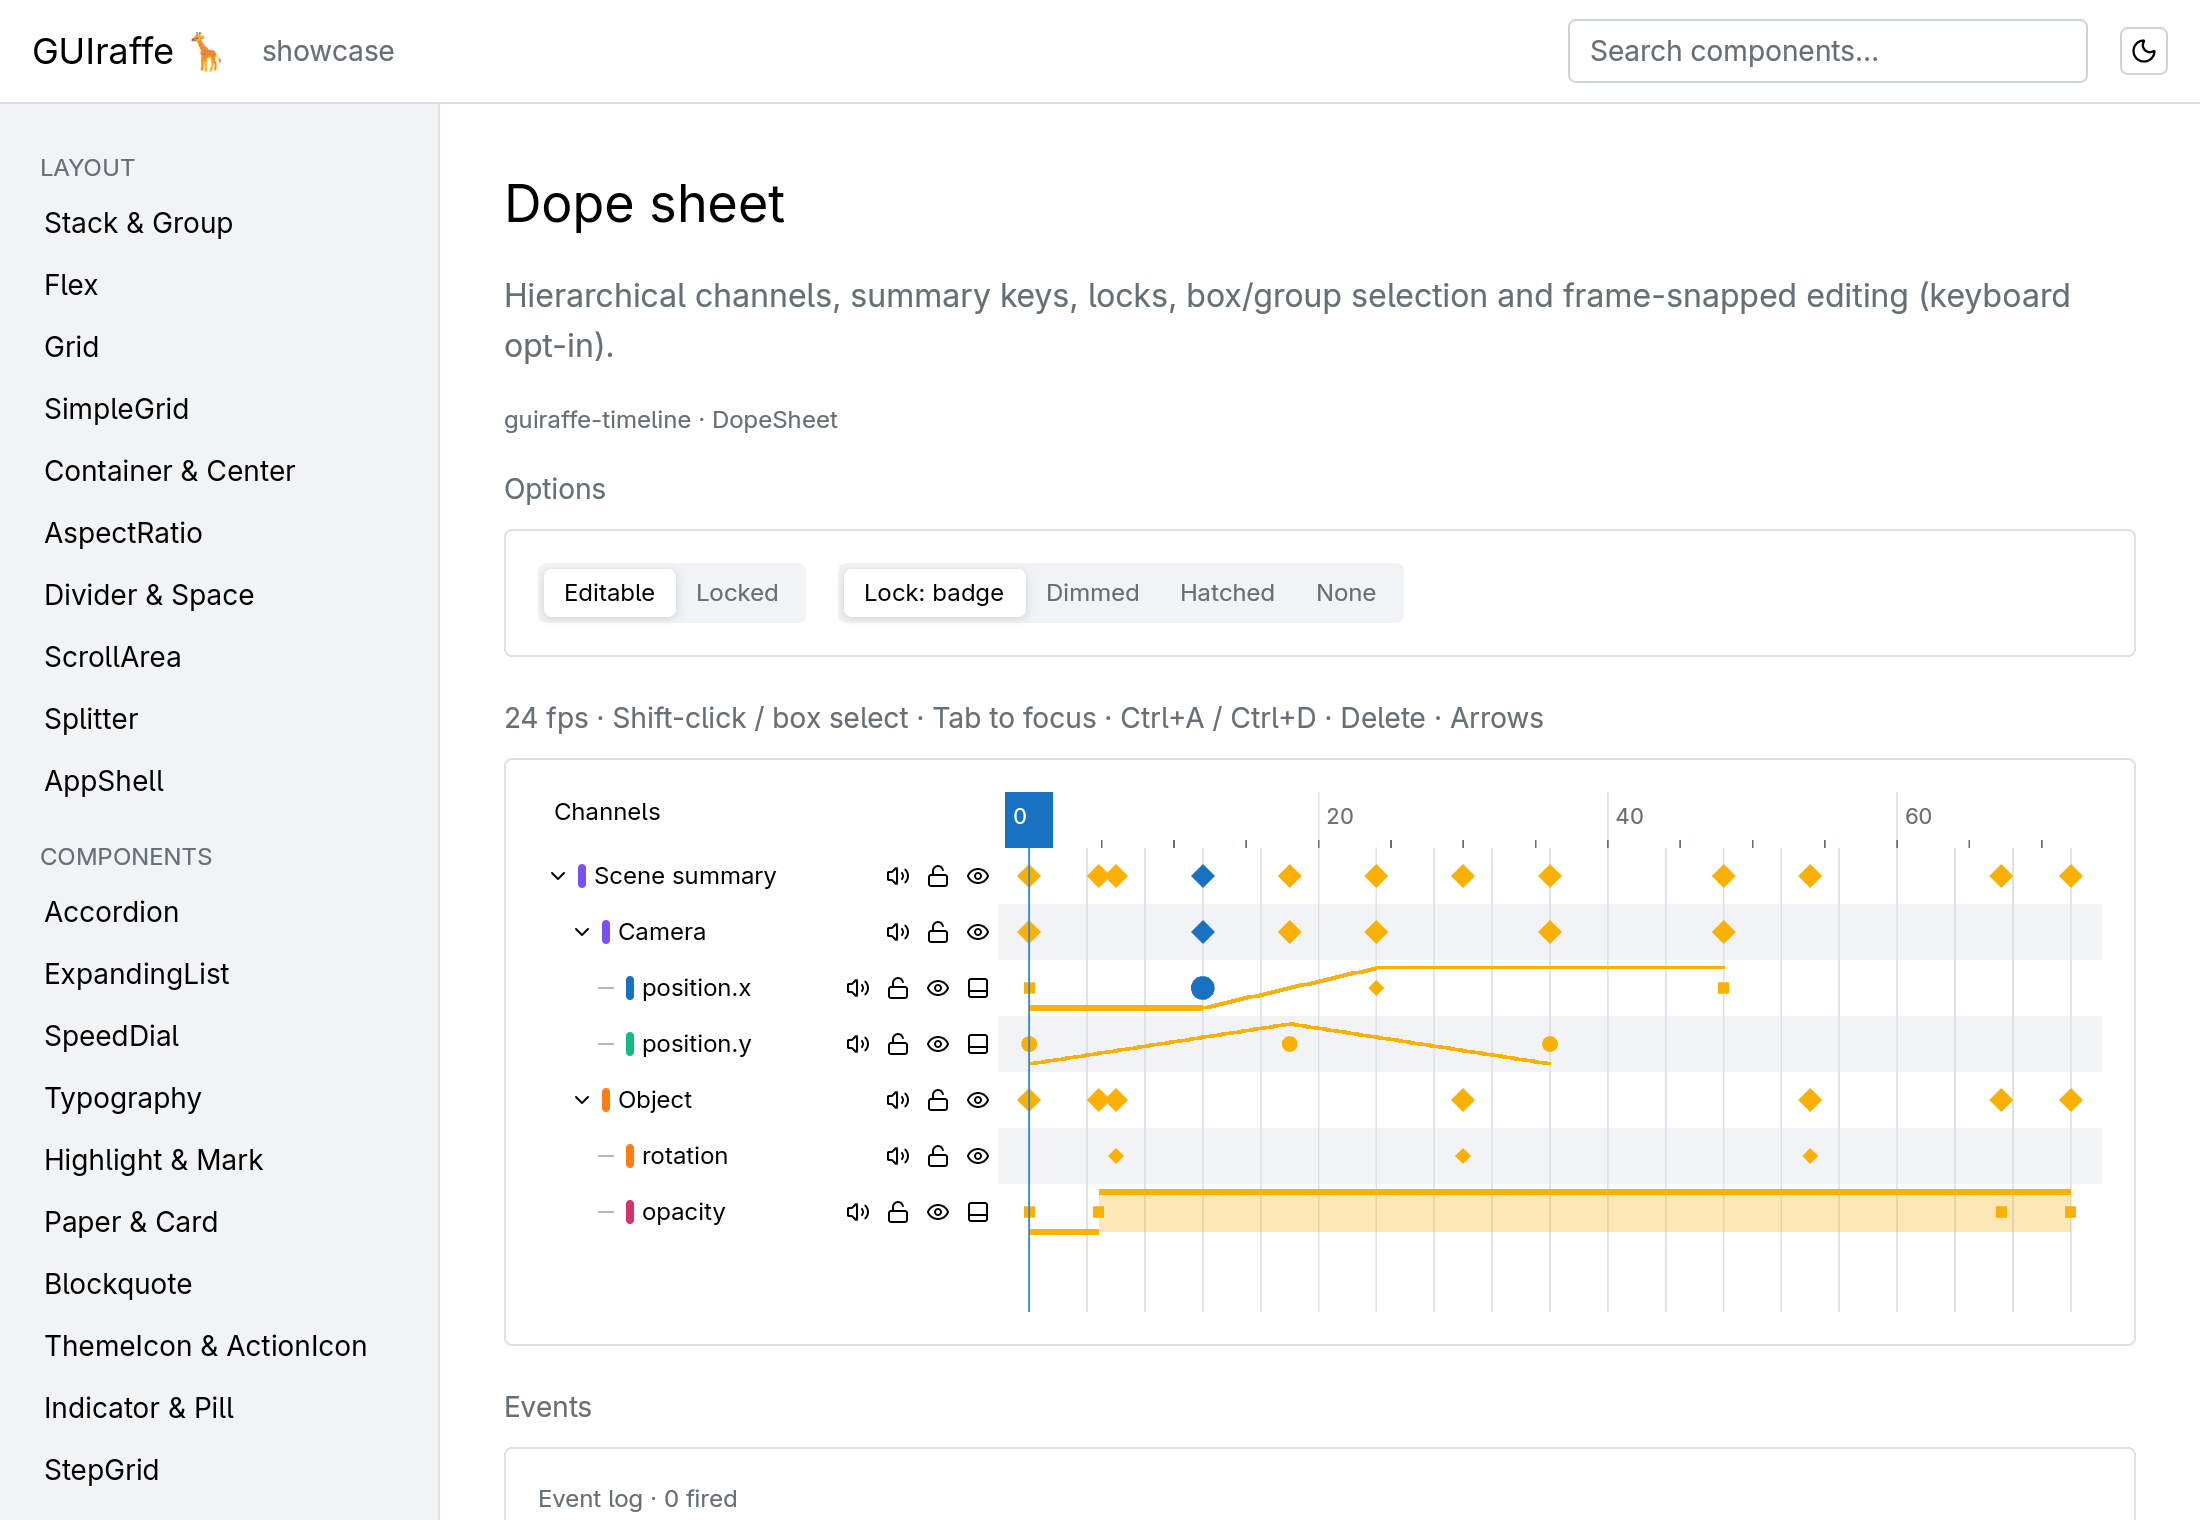 GUIraffe 🦒 showcase
Search components...
LAYOUT
Stack & Group
Flex
Grid
SimpleGrid
Container & Center
AspectRatio
Divider & Space
ScrollArea
Splitter
AppShell
COMPONENTS
Accordion
ExpandingList
SpeedDial
Typography
Highlight & Mark
Paper & Card
Blockquote
ThemeIcon & ActionIcon
Indicator & Pill
StepGrid
Dope sheet
Hierarchical channels, summary keys, locks, box/group selection and frame-snapped editing (keyboard
opt-in).
guiraffe-timeline · DopeSheet
Options
Editable Locked Lock: badge Dimmed Hatched None
24 fps · Shift-click / box select · Tab to focus · Ctrl+A / Ctrl+D · Delete · Arrows
Channels 0 20 40 60
Scene summary
Camera
position.x
position.y
Object
rotation
opacity
Events
Event log · 0 fired